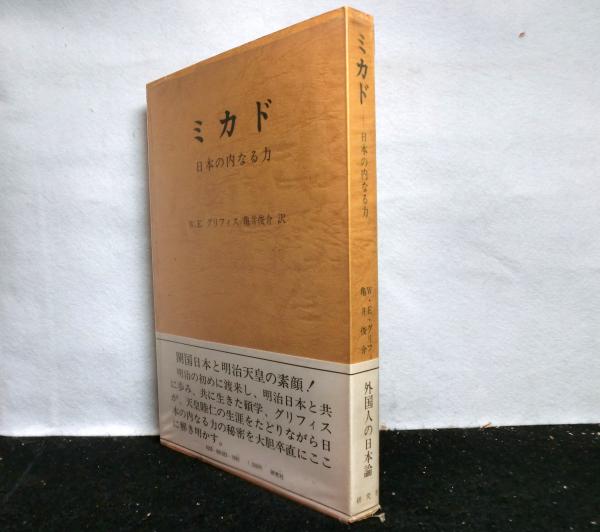 ミカド
日本の内なる力
W.E.グリフィス/亀井俊介 訳
開国日本と明治天皇の素顔!
明治の初めに渡来し、明治日本と共
に歩み、共に生きた碩学、グリフィス
が、天皇睦仁の生涯をたどりながら日
本の内なる力の秘密を大胆卒直にここ
に解き明かす。
研究社
ミカド
日本の内なる力
W・E・グリフ
亀井俊介
外国人の日本論
研究